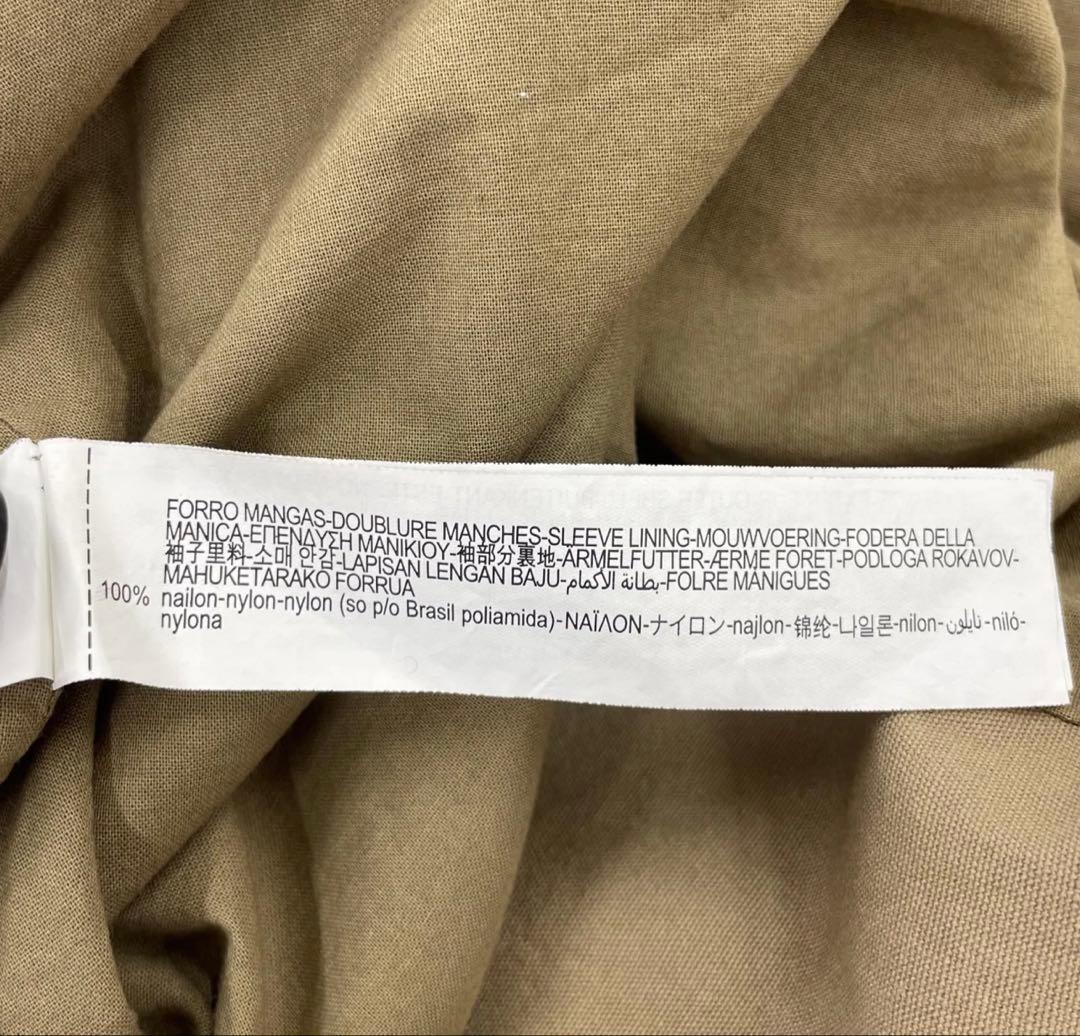 FORRO MANGAS-DOUBLURE MANCHES-SLEEVE LINING-MOUWVOERING-FODERA DELLA
MANICA-ΕΠΕΝΔΥΣΗ ΜΑΝΙΚΙΟΥ-袖部分裏地-ÄRMELFUTTER-ÆRME FORET-PODLOGA ROKAVOV-
袖子里料-소매 안감-LAPISAN LENGAN BAJU-بطانة الأكمام-FOLRE MÀNIGUES
MAHUKETARAKO FORRUA
100% nailon-nylon-nylon (so p/o Brasil poliamida)-ΝΑΪΛΟΝ-ナイロン-najlon-锦纶-나일론-nilon-نايلون-niló-
nylona